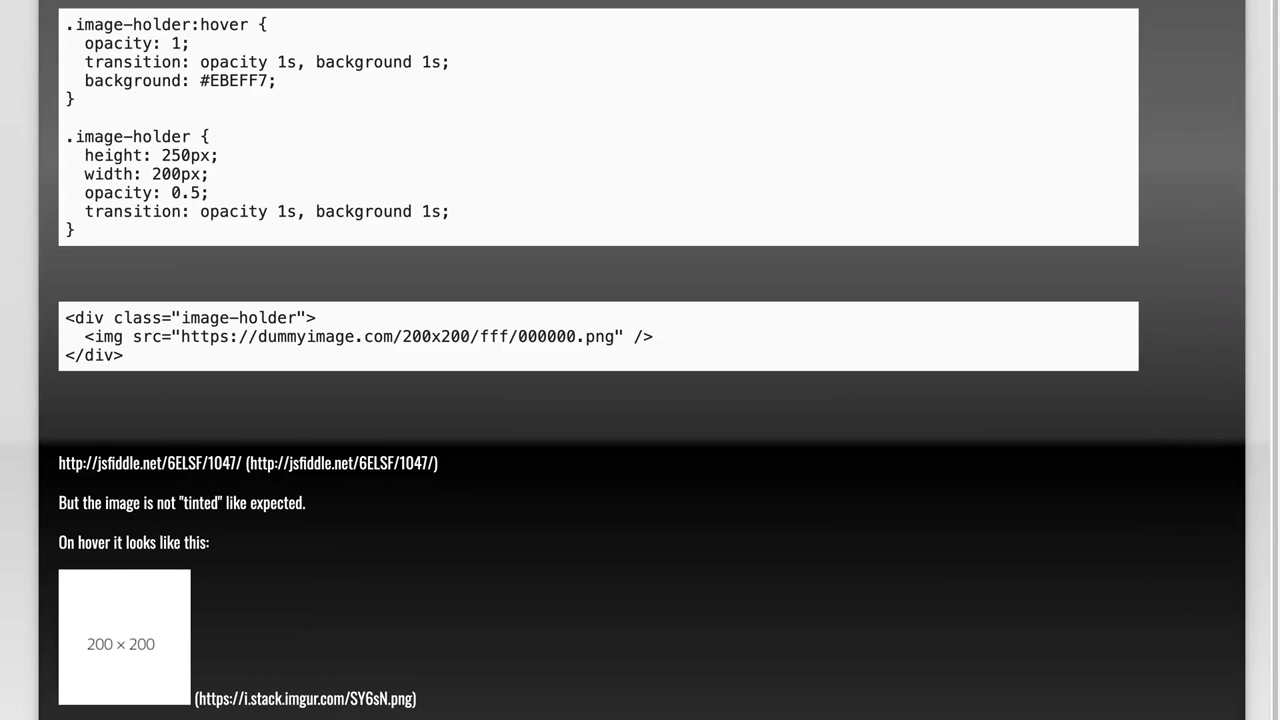 .image-holder:hover {
  opacity: 1;
  transition: opacity 1s, background 1s;
  background: #EBEFF7;
}
.image-holder {
  height: 250px;
  width: 200px;
  opacity: 0.5;
  transition: opacity 1s, background 1s;
}
<div class="image-holder">
  <img src="https://dummyimage.com/200x200/fff/000000.png" />
</div>
http://jsfiddle.net/6ELSF/1047/ (http://jsfiddle.net/6ELSF/1047/)
But the image is not "tinted" like expected.
On hover it looks like this:
200 × 200
(https://i.stack.imgur.com/SY6sN.png)